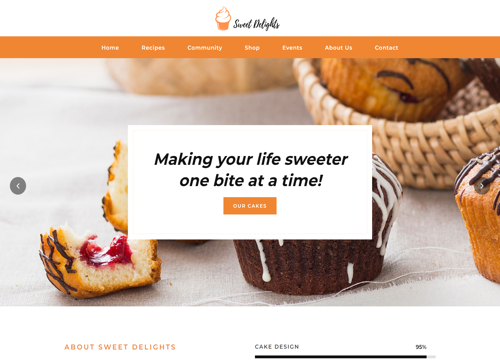 Sweet Delights
Home Recipes Community Shop Events About Us Contact
Making your life sweeter
one bite at a time!
OUR CAKES
ABOUT SWEET DELIGHTS
CAKE DESIGN 95%